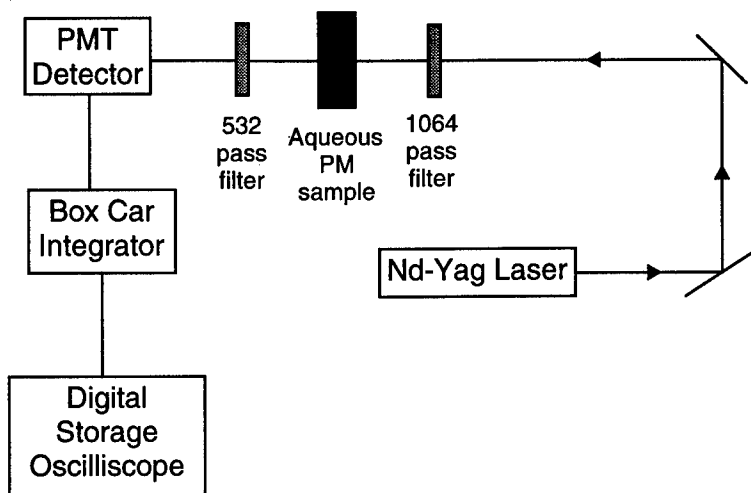 PMT
Detector
532
pass
filter
Aqueous
PM
sample
1064
pass
filter
Box Car
Integrator
Nd-Yag Laser
Digital
Storage
Oscilliscope